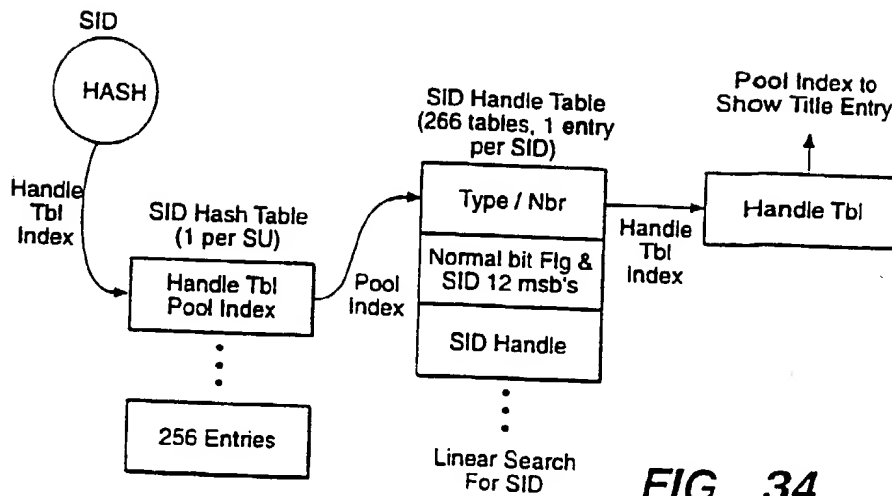 SID
HASH
Handle
Tbl
Index
SID Hash Table
(1 per SU)
Handle Tbl
Pool Index
256 Entries
Pool
Index
SID Handle Table
(266 tables, 1 entry
per SID)
Type / Nbr
Normal bit Flg &
SID 12 msb's
SID Handle
Linear Search
For SID
Handle
Tbl
Index
Pool Index to
Show Title Entry
Handle Tbl
FIG. 34